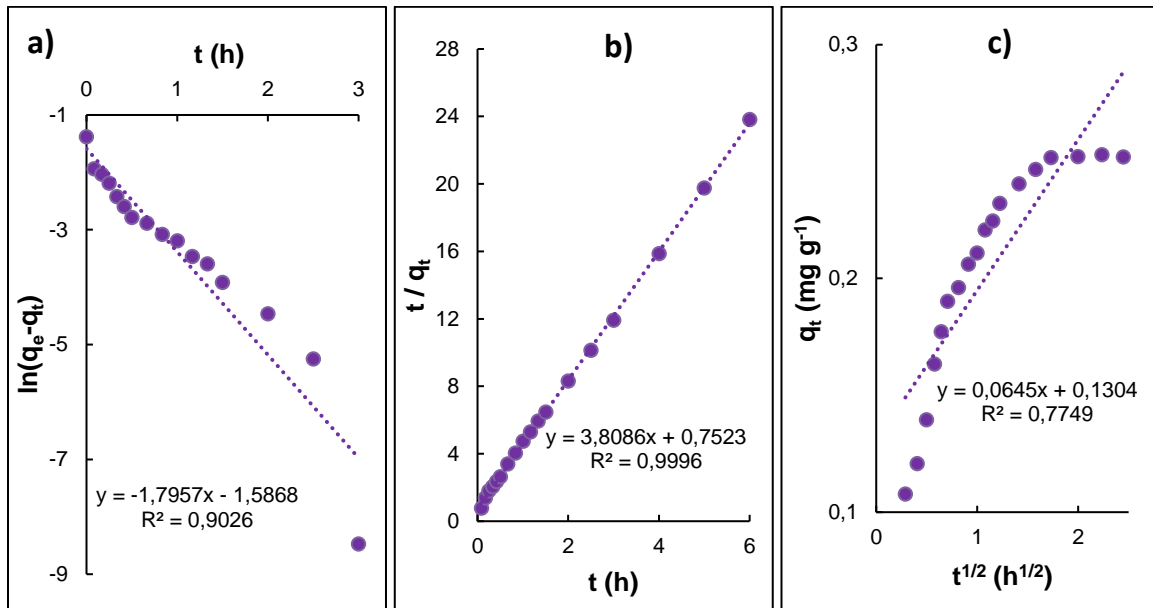 a)
t (h)
0 1 2 3
-1
-3
-5
-7
-9
ln(qₑ-qₜ)
y = -1,7957x - 1,5868
R² = 0,9026
b)
28
24
20
16
12
8
4
0
t / qₜ
y = 3,8086x + 0,7523
R² = 0,9996
0 2 4 6
t (h)
c)
0,3
0,2
0,1
qₜ (mg g⁻¹)
y = 0,0645x + 0,1304
R² = 0,7749
0 1 2
t¹/² (h¹/²)